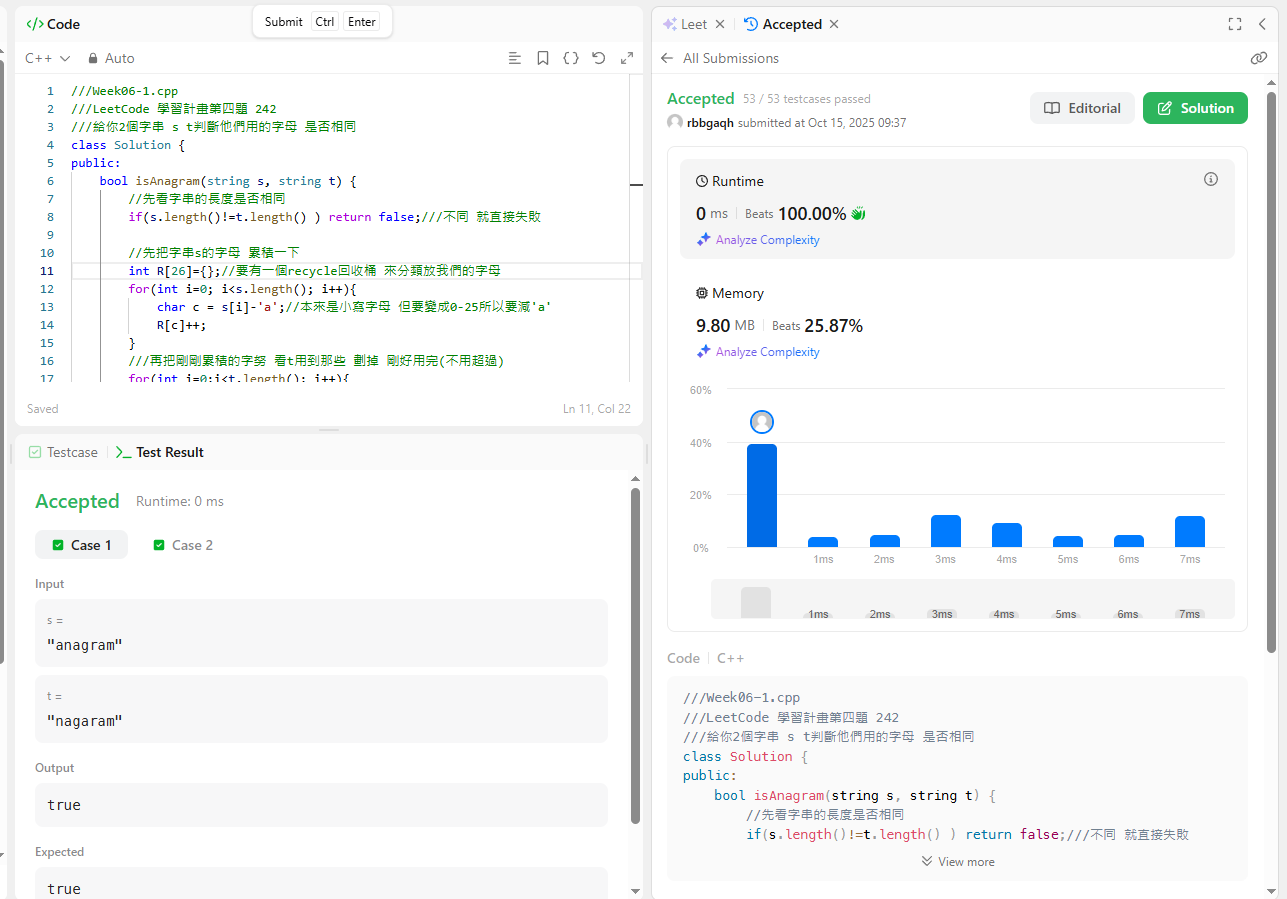 </> Code
Submit Ctrl Enter
C++ Auto
1 ///Week06-1.cpp
2 ///LeetCode 學習計畫第四題 242
3 ///給你2個字串 s t判斷他們用的字母 是否相同
4 class Solution {
5 public:
6 bool isAnagram(string s, string t) {
7 //先看字串的長度是否相同
8 if(s.length()!=t.length() ) return false;///不同 就直接失敗
9
10 //先把字串s的字母 累積一下
11 int R[26]={};//要有一個recycle回收桶 來分類放我們的字母
12 for(int i=0; i<s.length(); i++){
13 char c = s[i]-'a';//本來是小寫字母 但要變成0-25所以要減'a'
14 R[c]++;
15 }
16 ///再把剛剛累積的字努 看t用到那些 劃掉 剛好用完(不用超過)
17 for(int i=0;i<t.length(); i++){
Saved
Ln 11, Col 22
Testcase
Test Result
Accepted Runtime: 0 ms
Case 1 Case 2
Input
s =
"anagram"
t =
"nagaram"
Output
true
Expected
true
Leet
Accepted
All Submissions
Accepted 53 / 53 testcases passed
rbbgaqh submitted at Oct 15, 2025 09:37
Editorial
Solution
Runtime
0 ms Beats 100.00%
Analyze Complexity
Memory
9.80 MB Beats 25.87%
Analyze Complexity
60%
40%
20%
0%
1ms 2ms 3ms 4ms 5ms 6ms 7ms
1ms 2ms 3ms 4ms 5ms 6ms 7ms
Code C++
///Week06-1.cpp
///LeetCode 學習計畫第四題 242
///給你2個字串 s t判斷他們用的字母 是否相同
class Solution {
public:
bool isAnagram(string s, string t) {
//先看字串的長度是否相同
if(s.length()!=t.length() ) return false;///不同 就直接失敗
View more